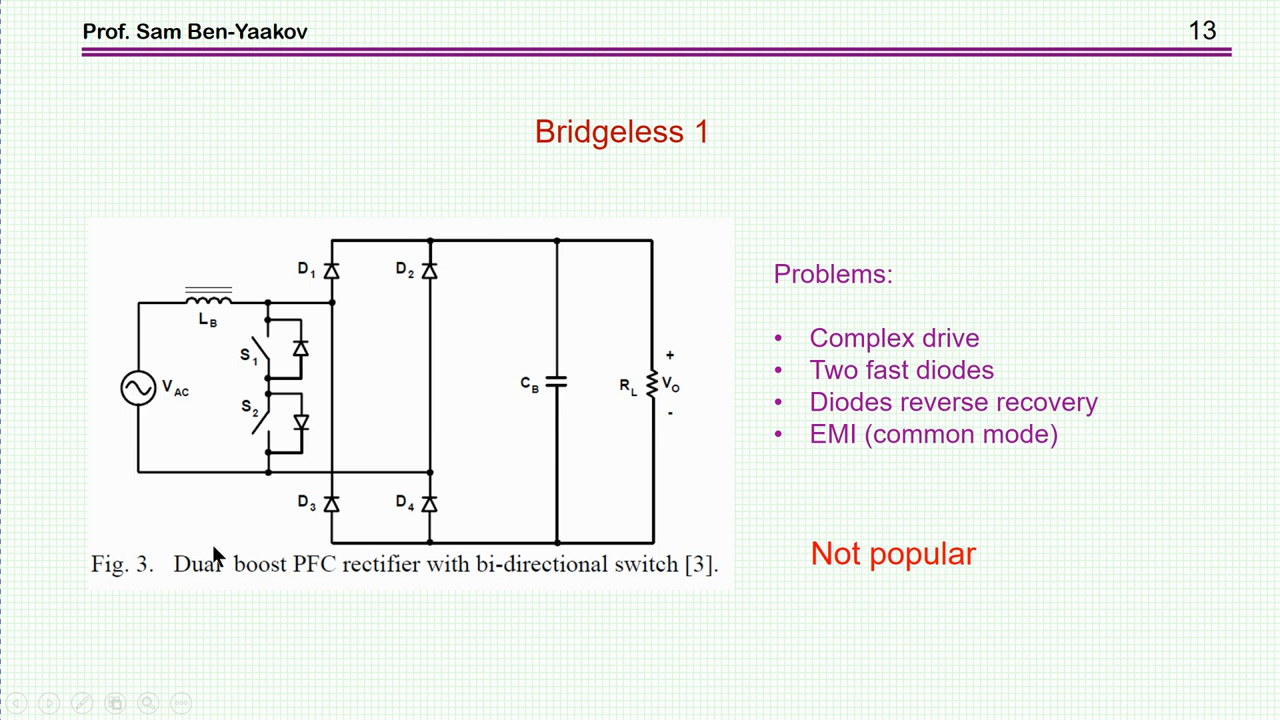 Prof. Sam Ben-Yaakov
13
Bridgeless 1
D1
D2
LB
S1
VAC
S2
CB
RL
+
VO
-
D3
D4
Fig. 3. Dual boost PFC rectifier with bi-directional switch [3].
Problems:
• Complex drive
• Two fast diodes
• Diodes reverse recovery
• EMI (common mode)
Not popular